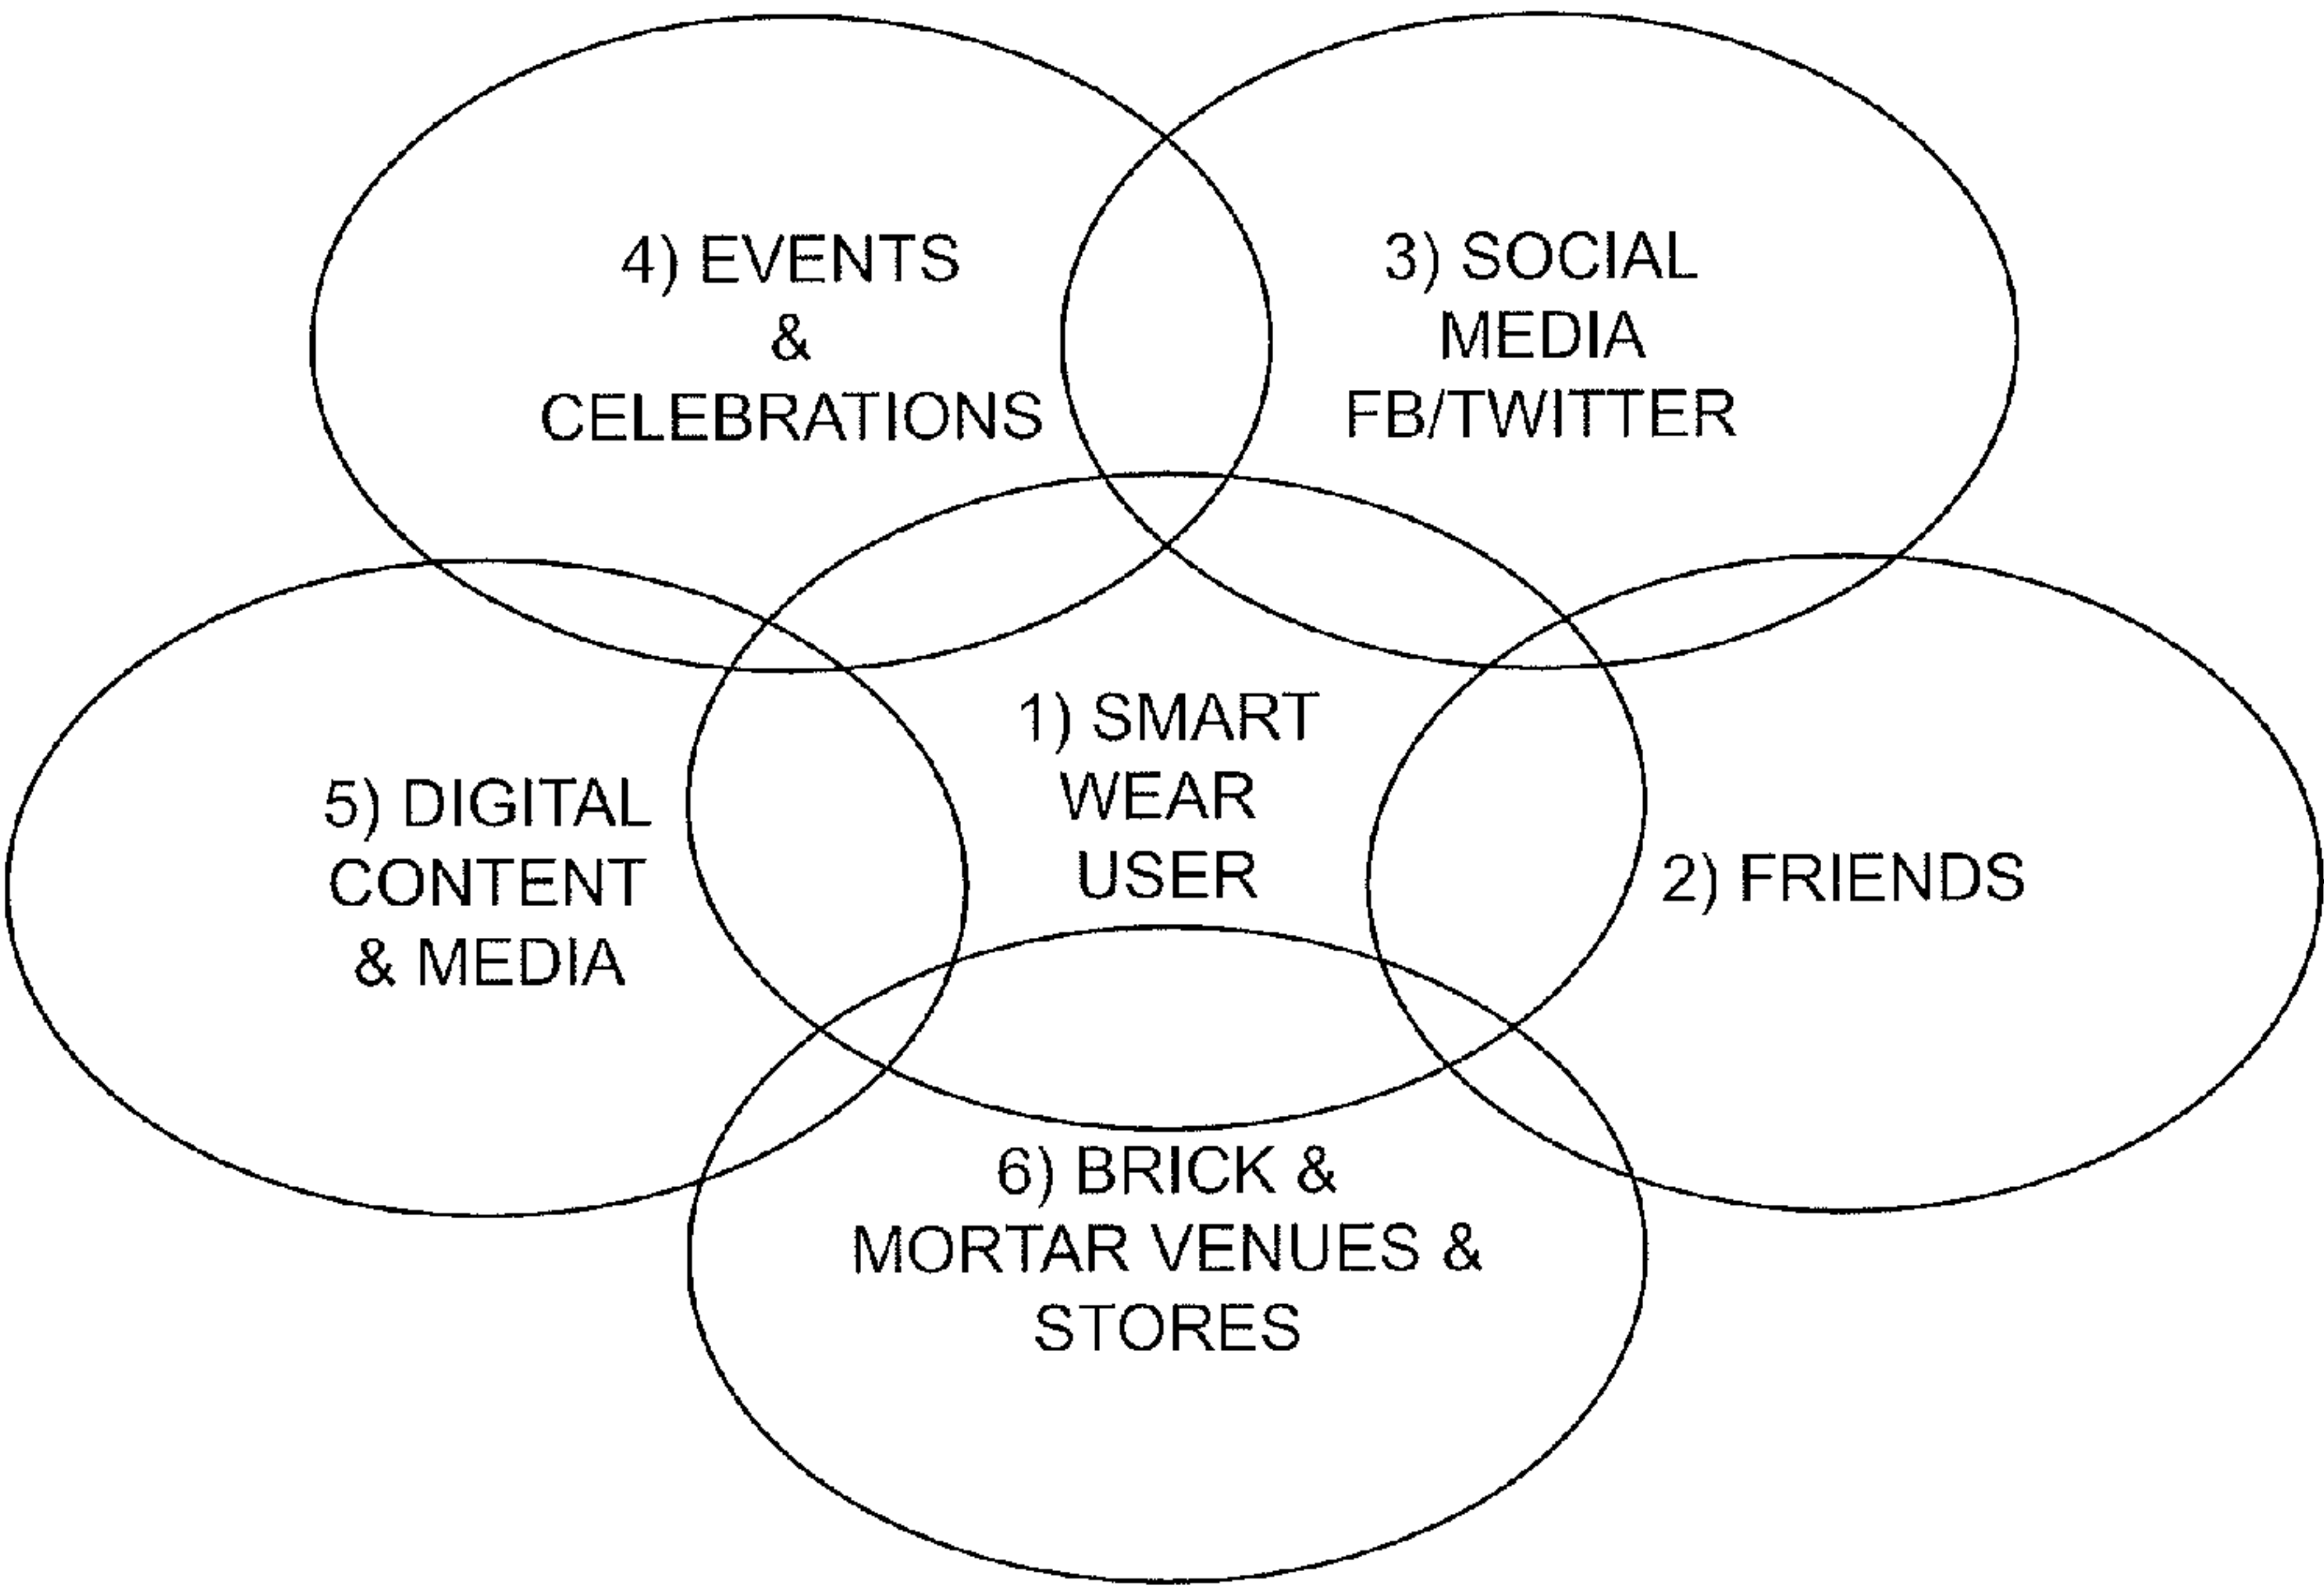 4) EVENTS
&
CELEBRATIONS
3) SOCIAL
MEDIA
FB/TWITTER
1) SMART
WEAR
USER
5) DIGITAL
CONTENT
& MEDIA
2) FRIENDS
6) BRICK &
MORTAR VENUES &
STORES